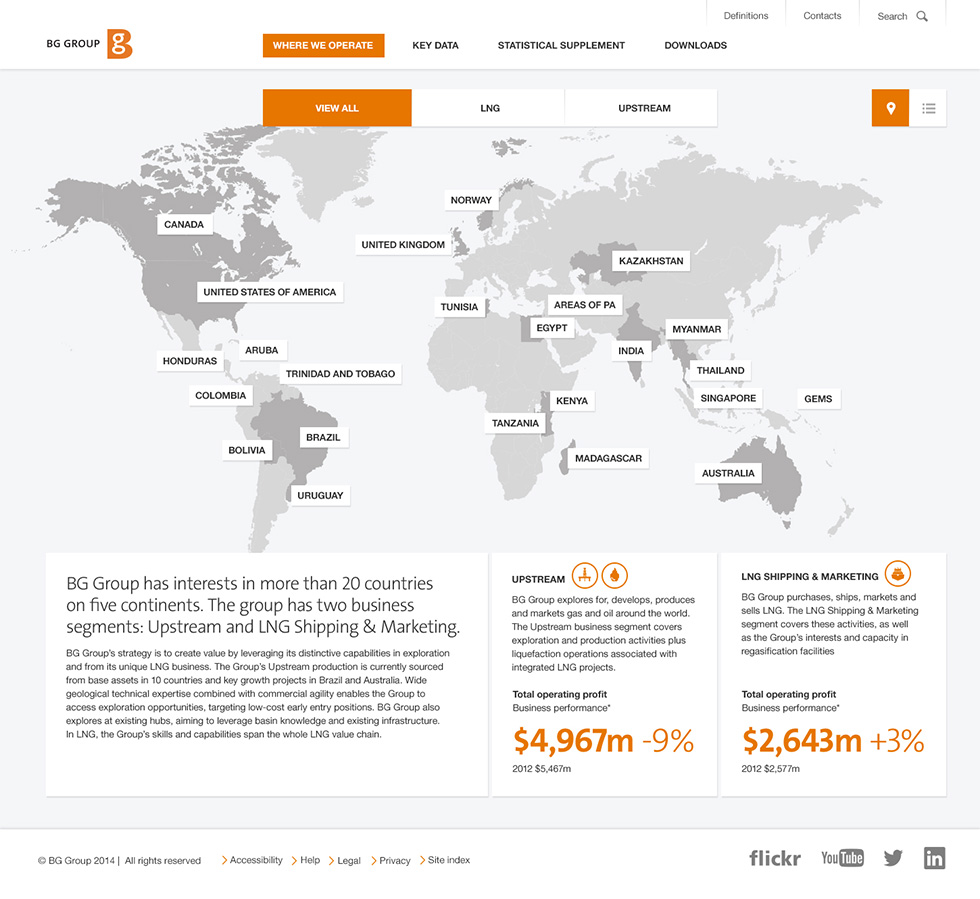 Definitions
Contacts
Search
BG GROUP
WHERE WE OPERATE
KEY DATA
STATISTICAL SUPPLEMENT
DOWNLOADS
VIEW ALL
LNG
UPSTREAM
NORWAY
CANADA
UNITED KINGDOM
KAZAKHSTAN
UNITED STATES OF AMERICA
TUNISIA
AREAS OF PA
EGYPT
MYANMAR
ARUBA
INDIA
HONDURAS
TRINIDAD AND TOBAGO
THAILAND
COLOMBIA
KENYA
SINGAPORE
GEMS
TANZANIA
BRAZIL
BOLIVIA
MADAGASCAR
AUSTRALIA
URUGUAY
BG Group has interests in more than 20 countries
on five continents. The group has two business
segments: Upstream and LNG Shipping & Marketing.
BG Group's strategy is to create value by leveraging its distinctive capabilities in exploration
and from its unique LNG business. The Group's Upstream production is currently sourced
from base assets in 10 countries and key growth projects in Brazil and Australia. Wide
geological technical expertise combined with commercial agility enables the Group to
access exploration opportunities, targeting low-cost early entry positions. BG Group also
explores at existing hubs, aiming to leverage basin knowledge and existing infrastructure.
In LNG, the Group's skills and capabilities span the whole LNG value chain.
UPSTREAM
BG Group explores for, develops, produces
and markets gas and oil around the world.
The Upstream business segment covers
exploration and production activities plus
liquefaction operations associated with
integrated LNG projects.
Total operating profit
Business performance*
$4,967m -9%
2012 $5,467m
LNG SHIPPING & MARKETING
BG Group purchases, ships, markets and
sells LNG. The LNG Shipping & Marketing
segment covers these activities, as well
as the Group's interests and capacity in
regasification facilities
Total operating profit
Business performance*
$2,643m +3%
2012 $2,577m
© BG Group 2014 | All rights reserved
Accessibility
Help
Legal
Privacy
Site index
flickr
YouTube
in